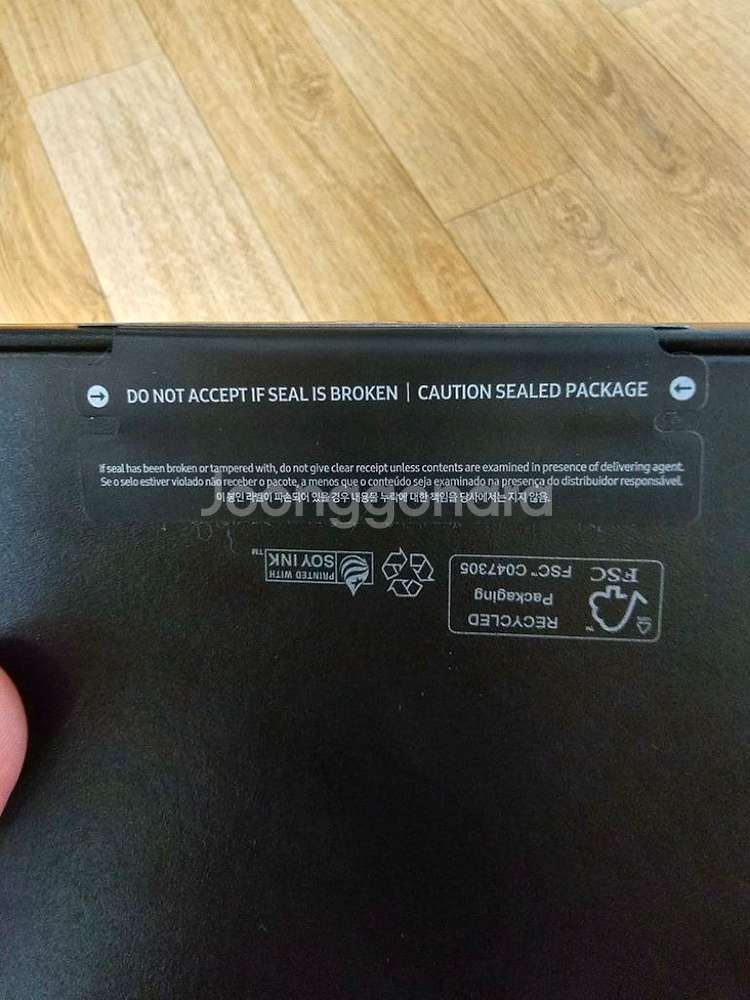 DO NOT ACCEPT IF SEAL IS BROKEN | CAUTION SEALED PACKAGE
If seal has been broken or tampered with, do not give clear receipt unless contents are examined in presence of delivering agent.
Se o selo estiver violado não receber o pacote, a menos que o conteúdo seja examinado na presença do distribuidor responsável.
이 봉인 라벨이 파손되어 있을 경우 내용물 누락에 대한 책임을 당사에서는 지지 않음.
Joonggonara
PRINTED WITH
SOY INK™
RECYCLED
Packaging
FSC™ C047305
FSC